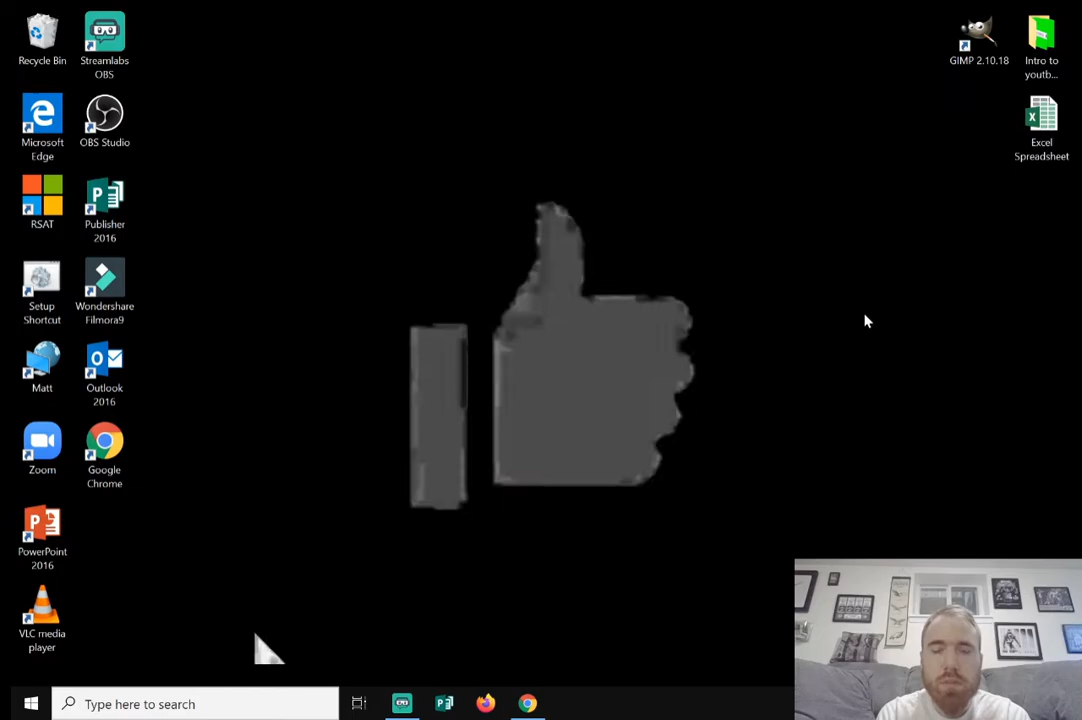 Recycle Bin
Streamlabs
OBS
GIMP 2.10.18
Intro to
youtb...
Microsoft
Edge
OBS Studio
Excel
Spreadsheet
RSAT
Publisher
2016
Setup
Shortcut
Wondershare
Filmora9
Matt
Outlook
2016
Zoom
Google
Chrome
PowerPoint
2016
VLC media
player
Type here to search